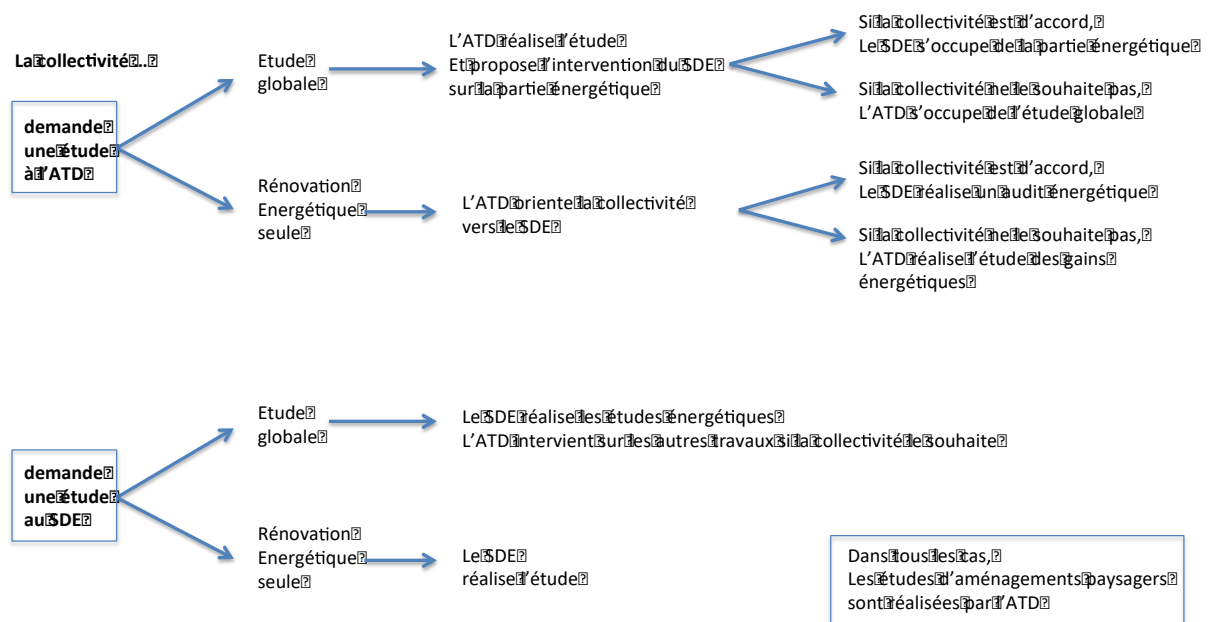 La collectivité ...
demande
une étude
à l'ATD
Etude
globale
L'ATD réalise l'étude
Et propose l'intervention du SDE
sur la partie énergétique
Si la collectivité est d'accord,
Le SDE s'occupe de la partie énergétique
Si la collectivité ne le souhaite pas,
L'ATD s'occupe de l'étude globale
Rénovation
Energétique
seule
L'ATD oriente la collectivité
vers le SDE
Si la collectivité est d'accord,
Le SDE réalise un audit énergétique
Si la collectivité ne le souhaite pas,
L'ATD réalise l'étude des gains
énergétiques
demande
une étude
au SDE
Etude
globale
Le SDE réalise les études énergétiques
L'ATD intervient sur les autres travaux si la collectivité le souhaite
Rénovation
Energétique
seule
Le SDE
réalise l'étude
Dans tous les cas,
Les études d'aménagements paysagers
sont réalisées par l'ATD